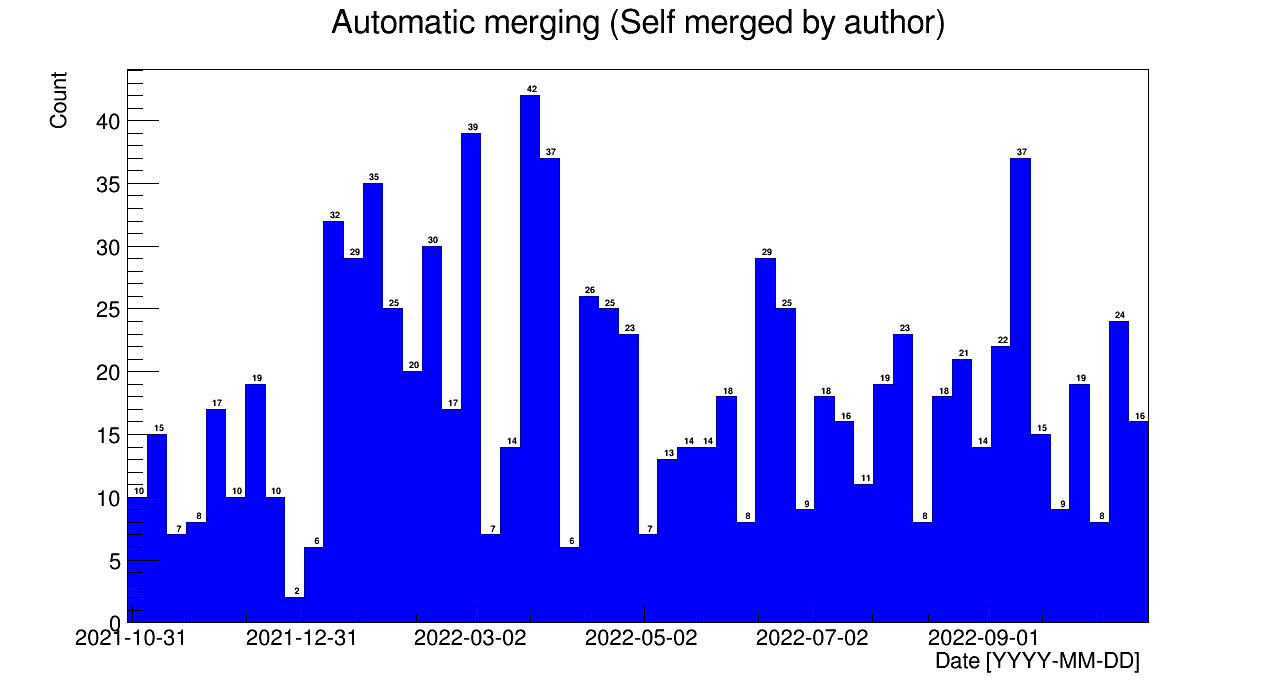 Automatic merging (Self merged by author)
Count
40
35
30
25
20
15
10
5
0
10 15 7 8 17 10 19 10 2 6 32 29 35 25 20 30 17 39 7 14 42 37 6 26 25 23 7 13 14 14 18 8 29 25 9 18 16 11 19 23 8 18 21 14 22 37 15 9 19 8 24 16
2021-10-31 2021-12-31 2022-03-02 2022-05-02 2022-07-02 2022-09-01
Date [YYYY-MM-DD]